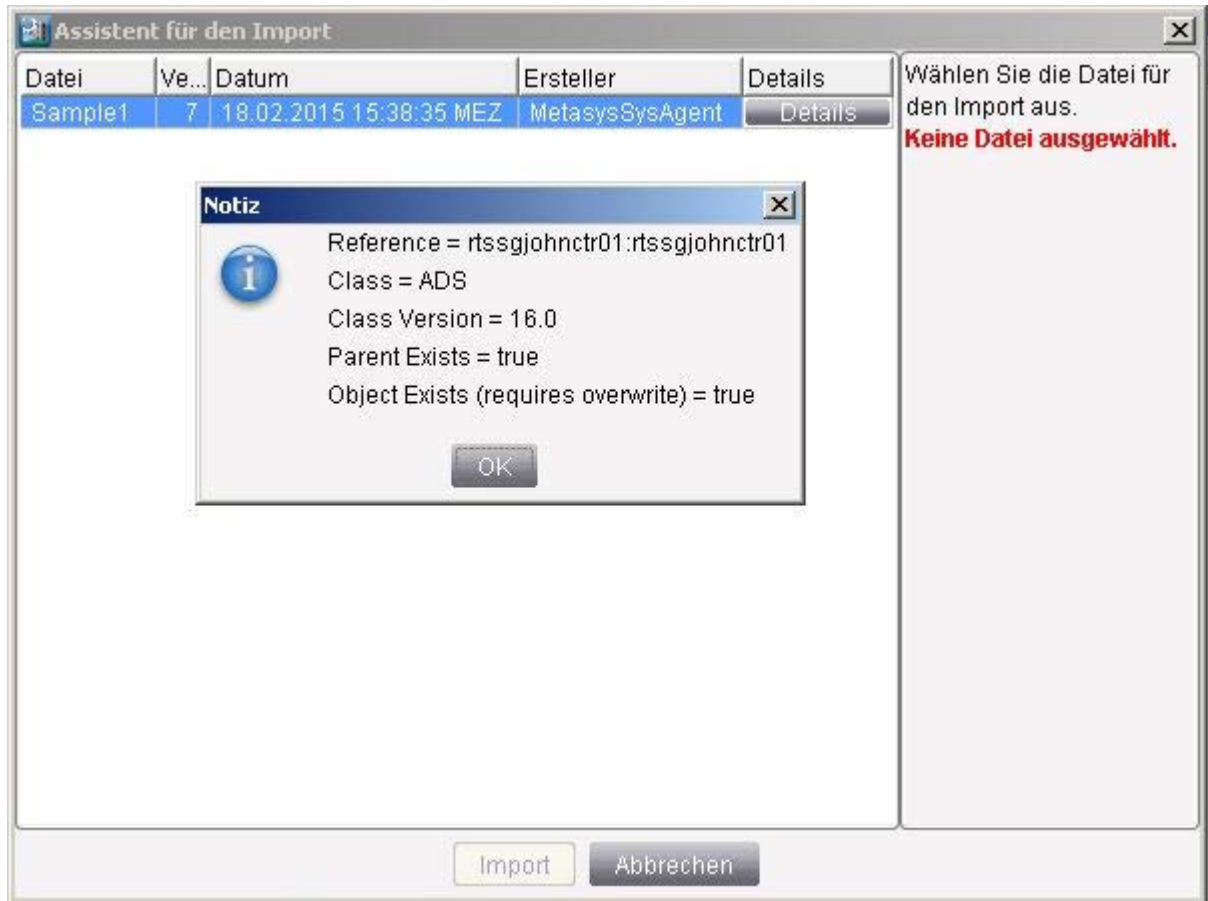 Assistent für den Import
Datei Ve... Datum Ersteller Details
Sample1 7 18.02.2015 15:38:35 MEZ MetasysSysAgent Details
Wählen Sie die Datei für
den Import aus.
Keine Datei ausgewählt.
Notiz
Reference = rtssgjohnctr01:rtssgjohnctr01
Class = ADS
Class Version = 16.0
Parent Exists = true
Object Exists (requires overwrite) = true
OK
Import Abbrechen